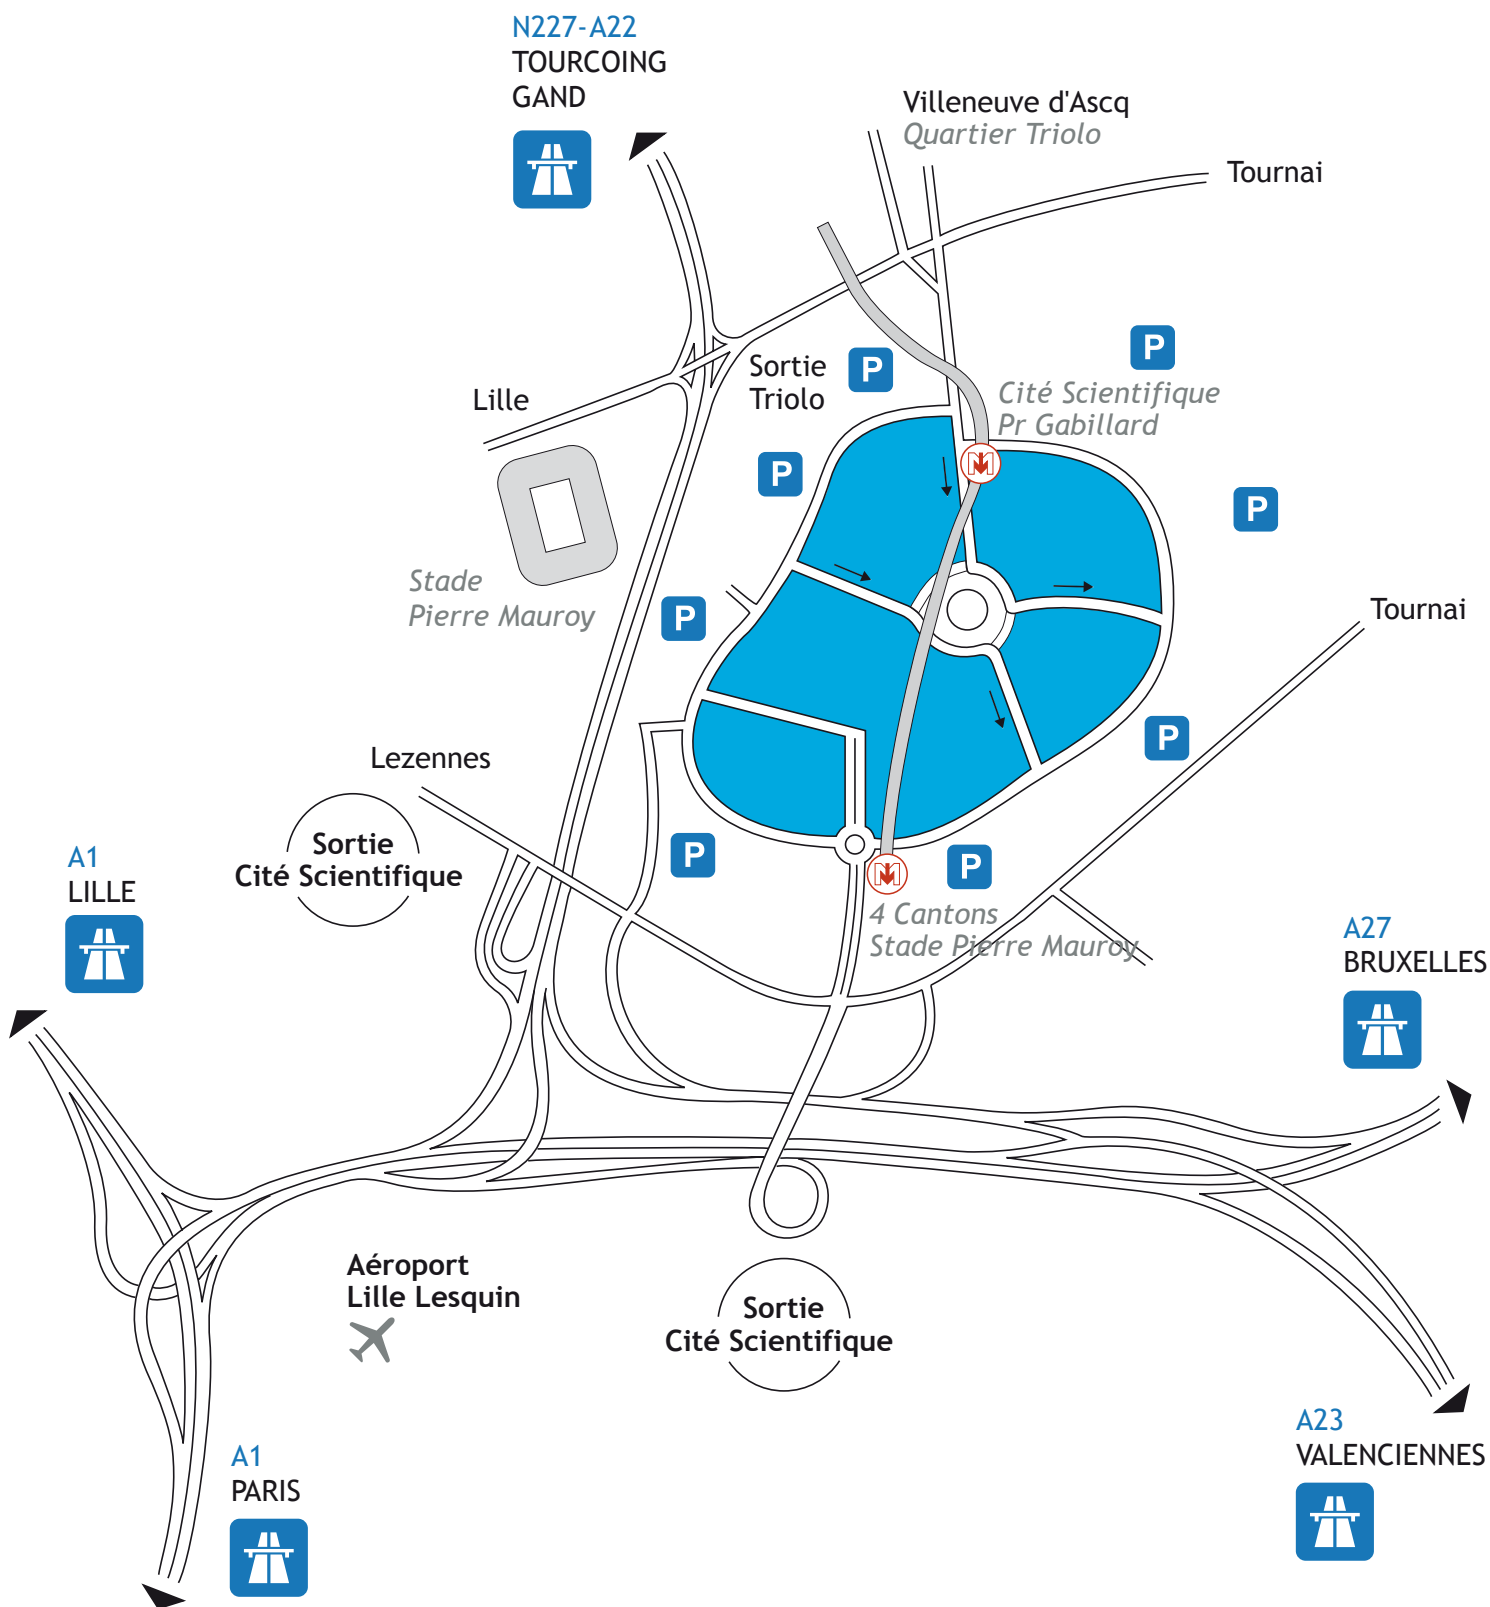 N227-A22
TOURCOING
GAND
Villeneuve d'Ascq
Quartier Triolo
Tournai
P
Sortie
Triolo
P
Cité Scientifique
Pr Gabillard
Lille
M
P
P
Stade
Pierre Mauroy
P
Tournai
P
Lezennes
Sortie
Cité Scientifique
P
P
M
4 Cantons
Stade Pierre Mauroy
A1
LILLE
A27
BRUXELLES
Aéroport
Lille Lesquin
Sortie
Cité Scientifique
A23
VALENCIENNES
A1
PARIS